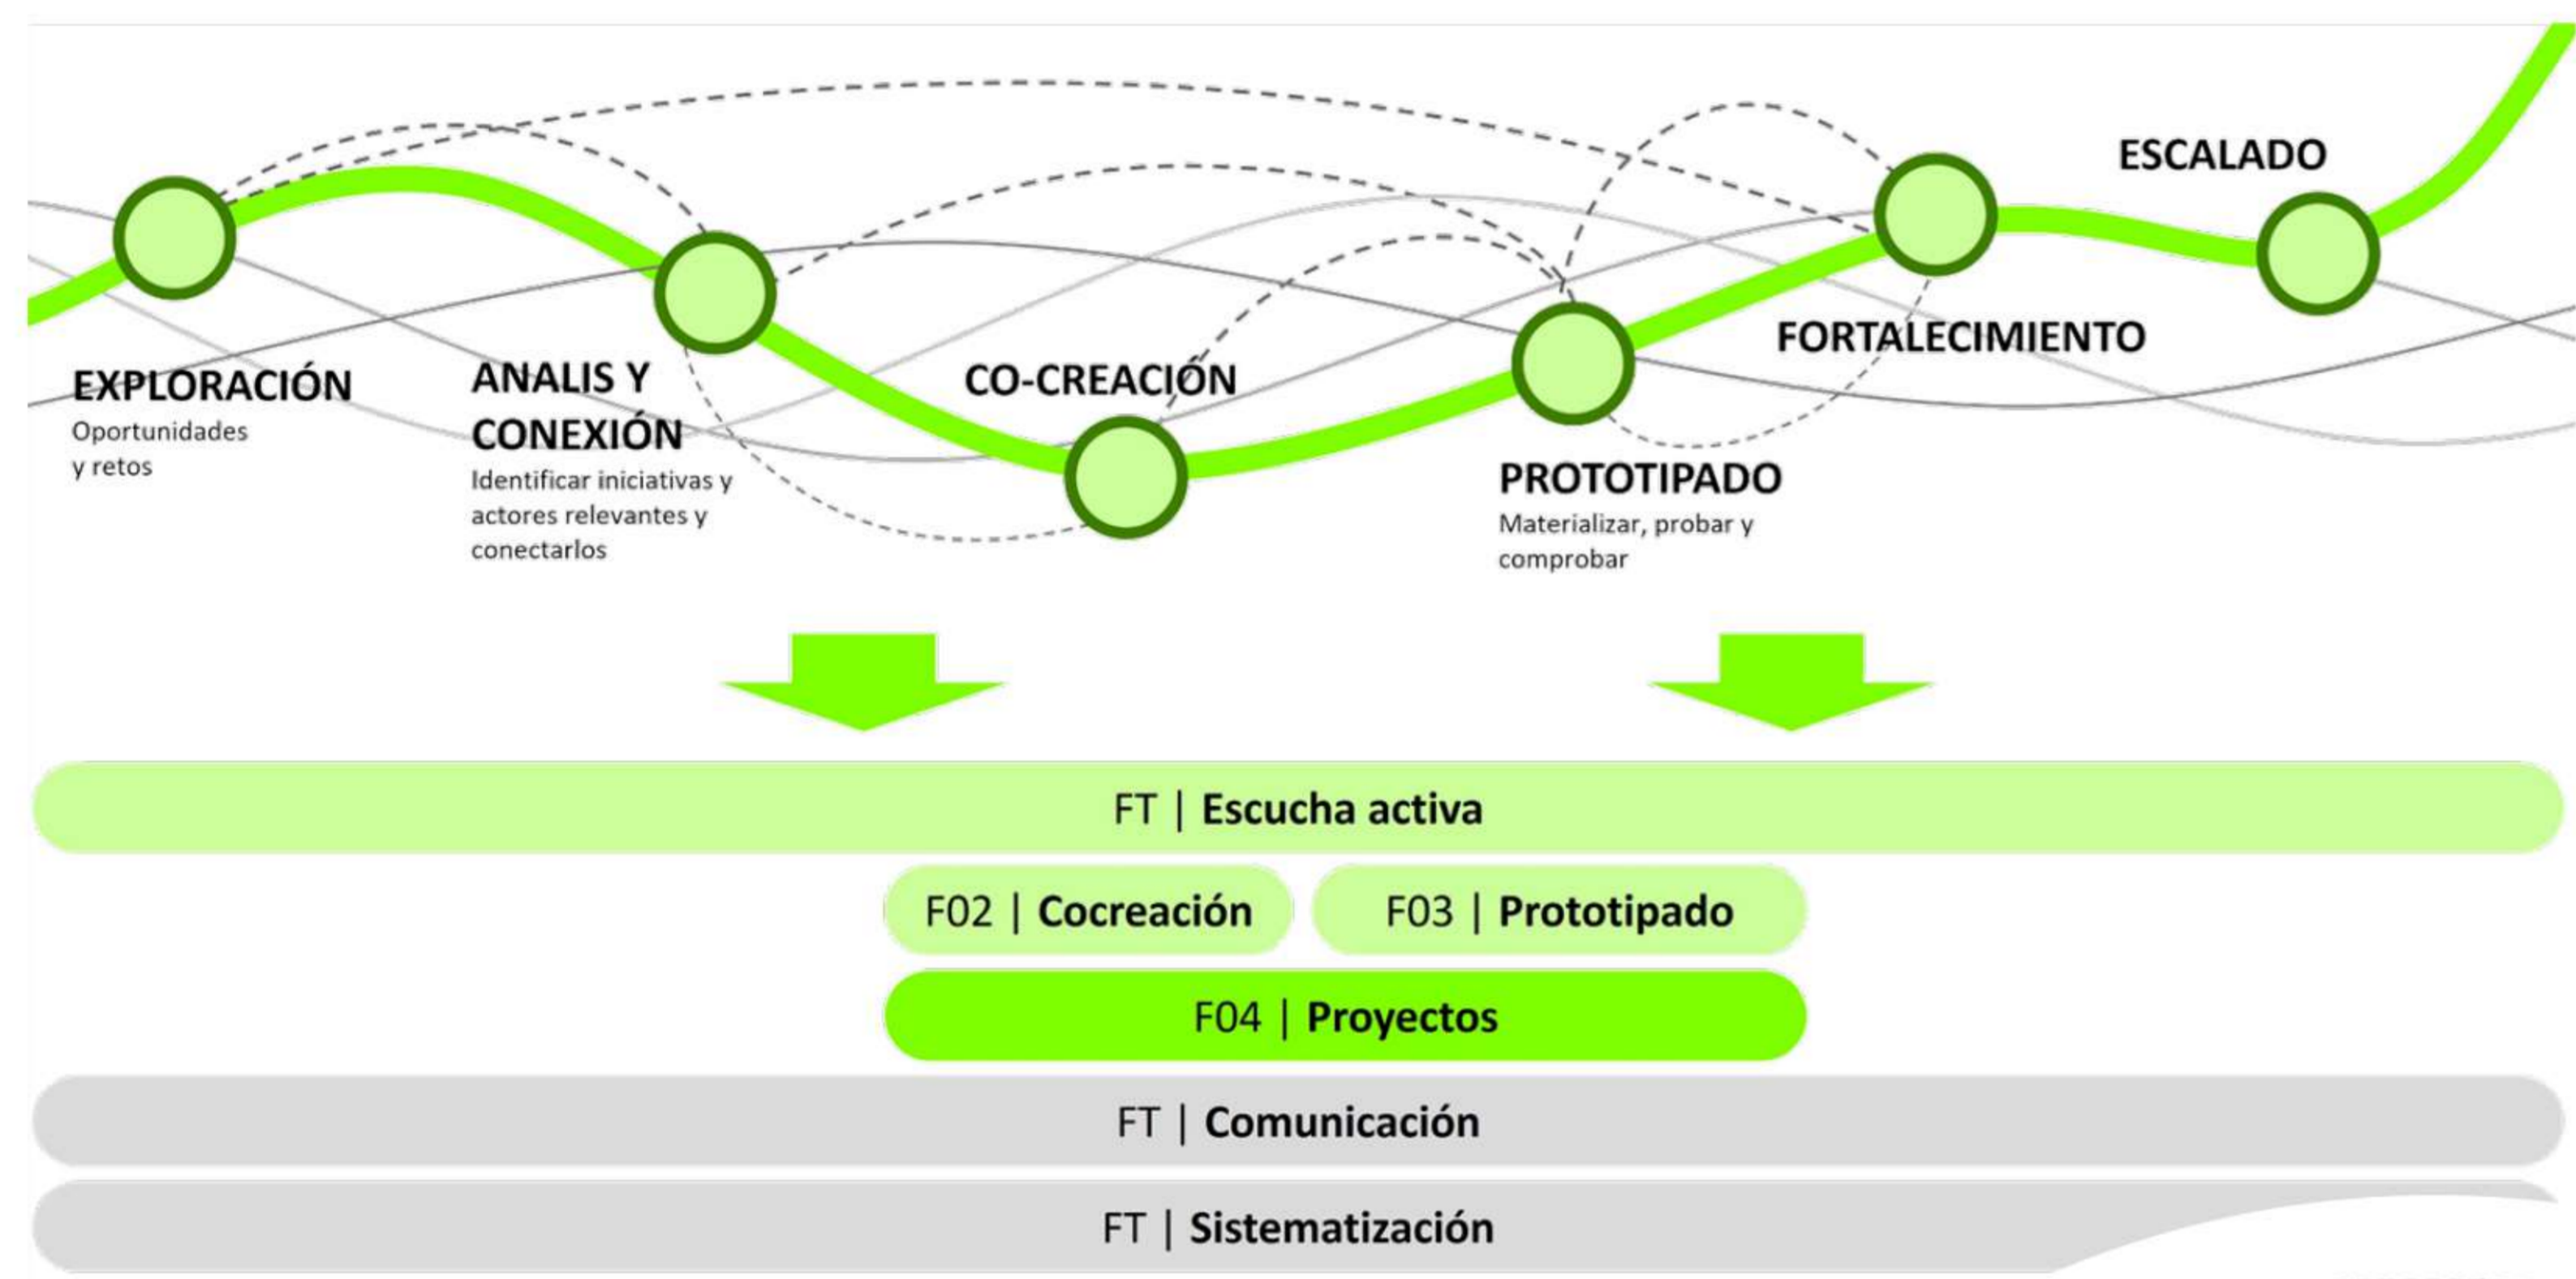 EXPLORACIÓN
Oportunidades
y retos
ANALIS Y
CONEXIÓN
Identificar iniciativas y
actores relevantes y
conectarlos
CO-CREACIÓN
PROTOTIPADO
Materializar, probar y
comprobar
FORTALECIMIENTO
ESCALADO
FT | Escucha activa
F02 | Cocreación
F03 | Prototipado
F04 | Proyectos
FT | Comunicación
FT | Sistematización